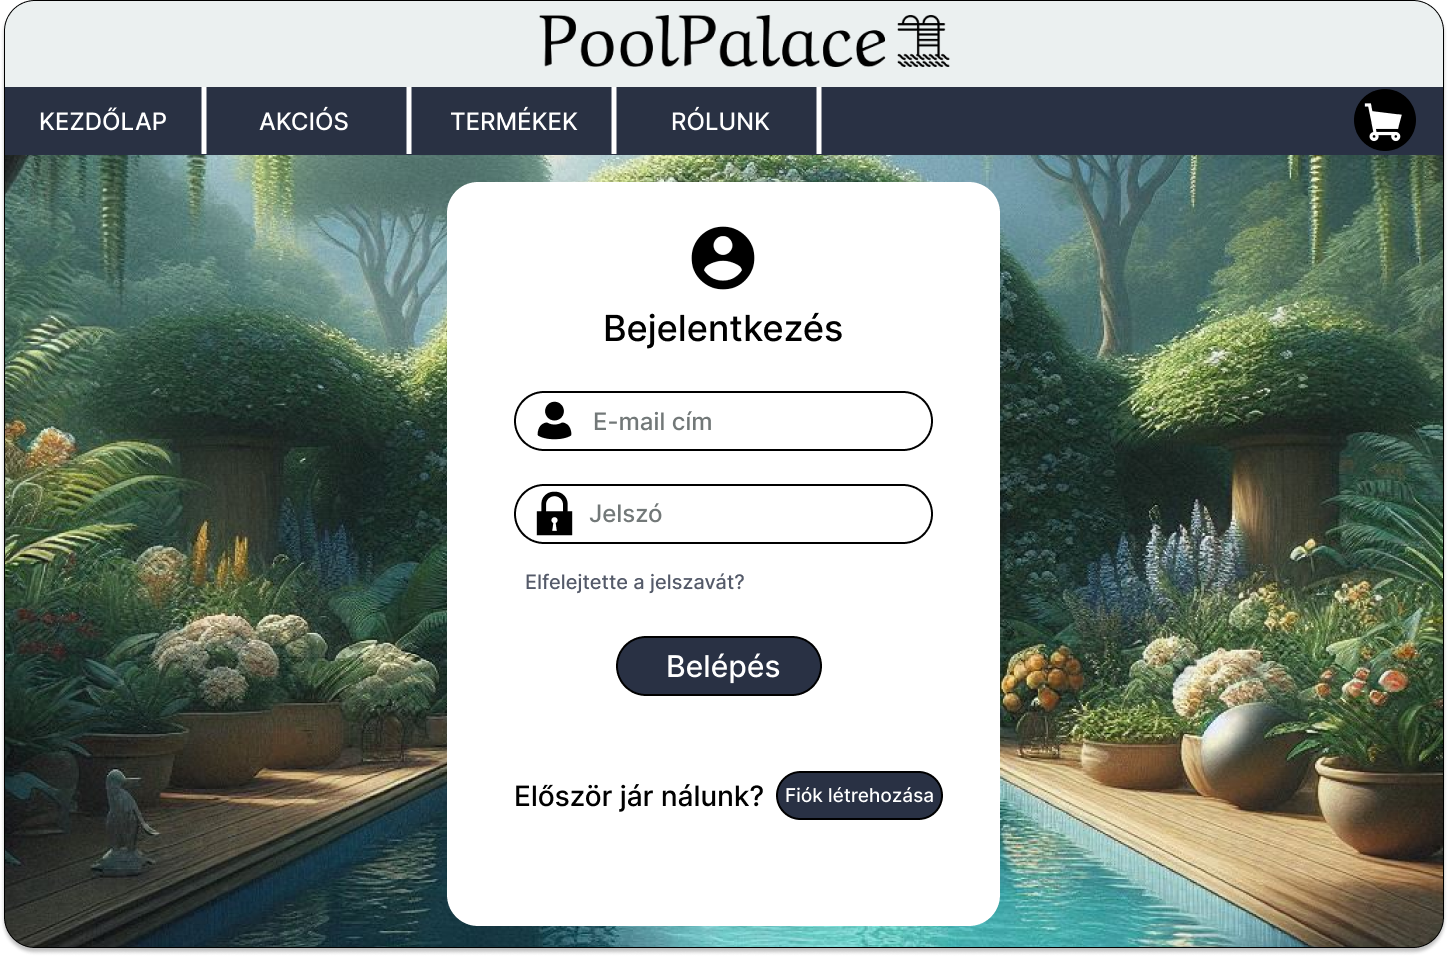 PoolPalace
KEZDŐLAP AKCIÓS TERMÉKEK RÓLUNK
Bejelentkezés
E-mail cím
Jelszó
Elfelejtette a jelszavát?
Belépés
Először jár nálunk? Fiók létrehozása